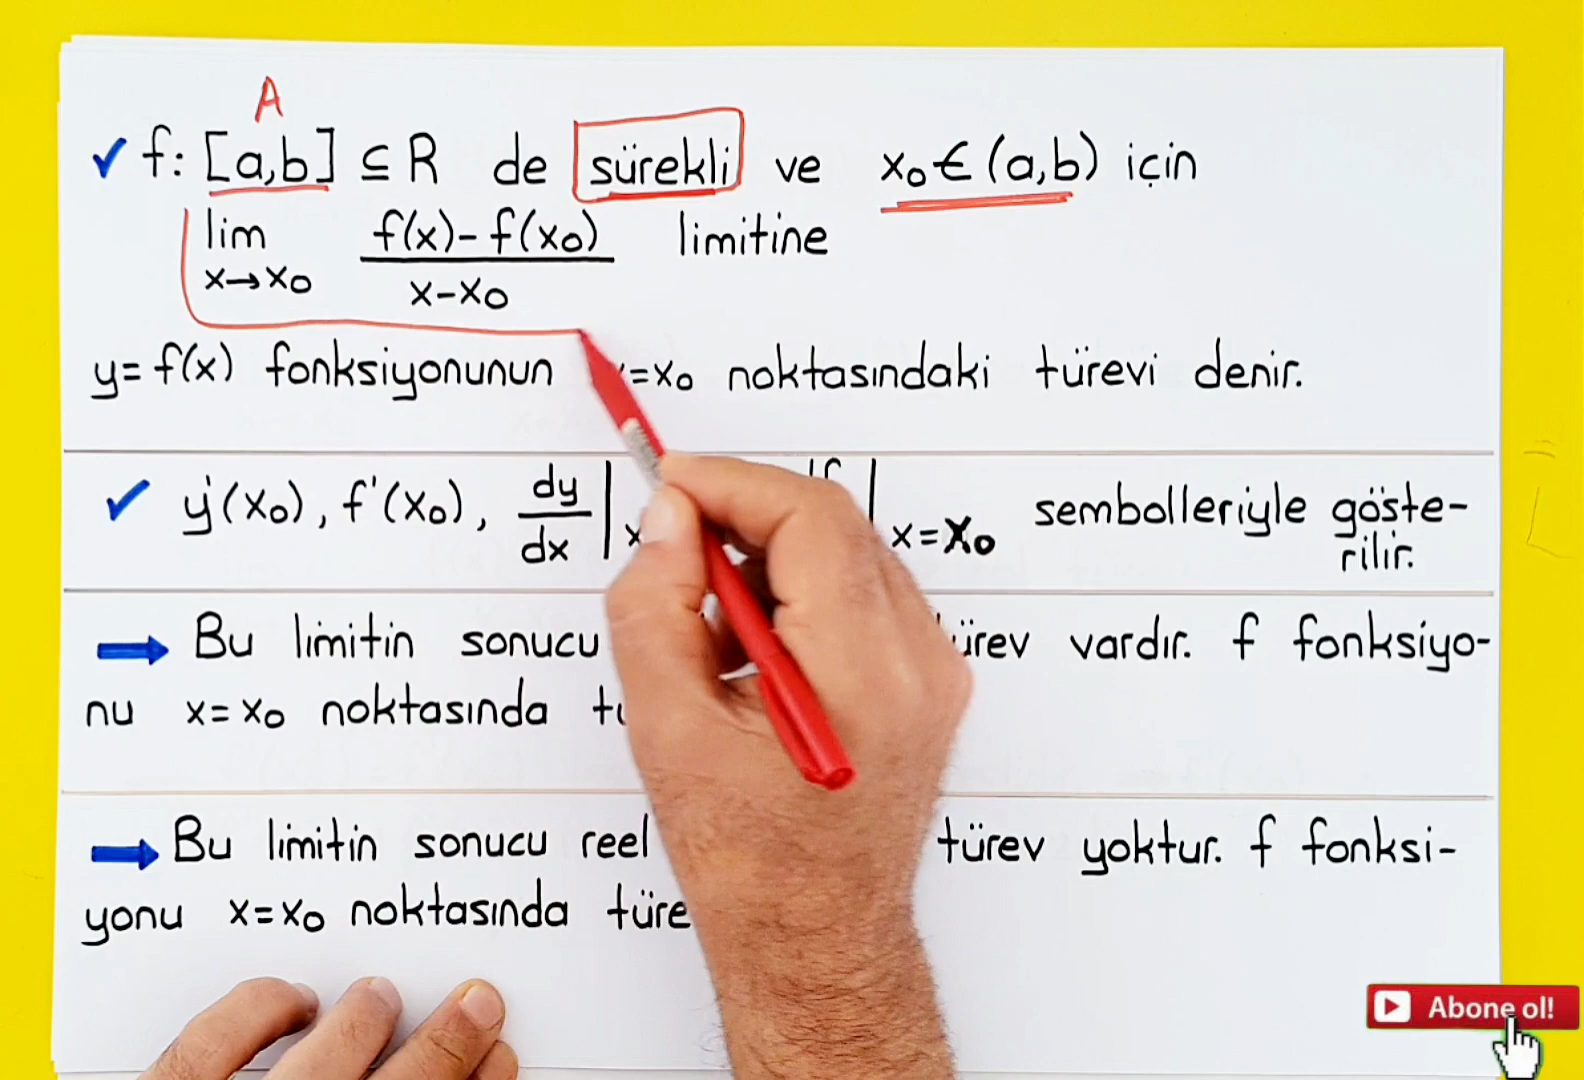 A
✓ f: [a,b] ⊆ R de sürekli ve x₀ ∈ (a,b) için
lim x→x₀ f(x)-f(x₀) / x-x₀ limitine
y= f(x) fonksiyonunun =x₀ noktasındaki türevi denir.
✓ y'(x₀), f'(x₀), dy/dx | x=x₀ sembolleriyle göste-
rilir.
Bu limitin sonucu vardır. f fonksiyo-
nu x= x₀ noktasında
Bu limitin sonucu reel türev yoktur. f fonksi-
yonu x=x₀ noktasında
Abone ol!